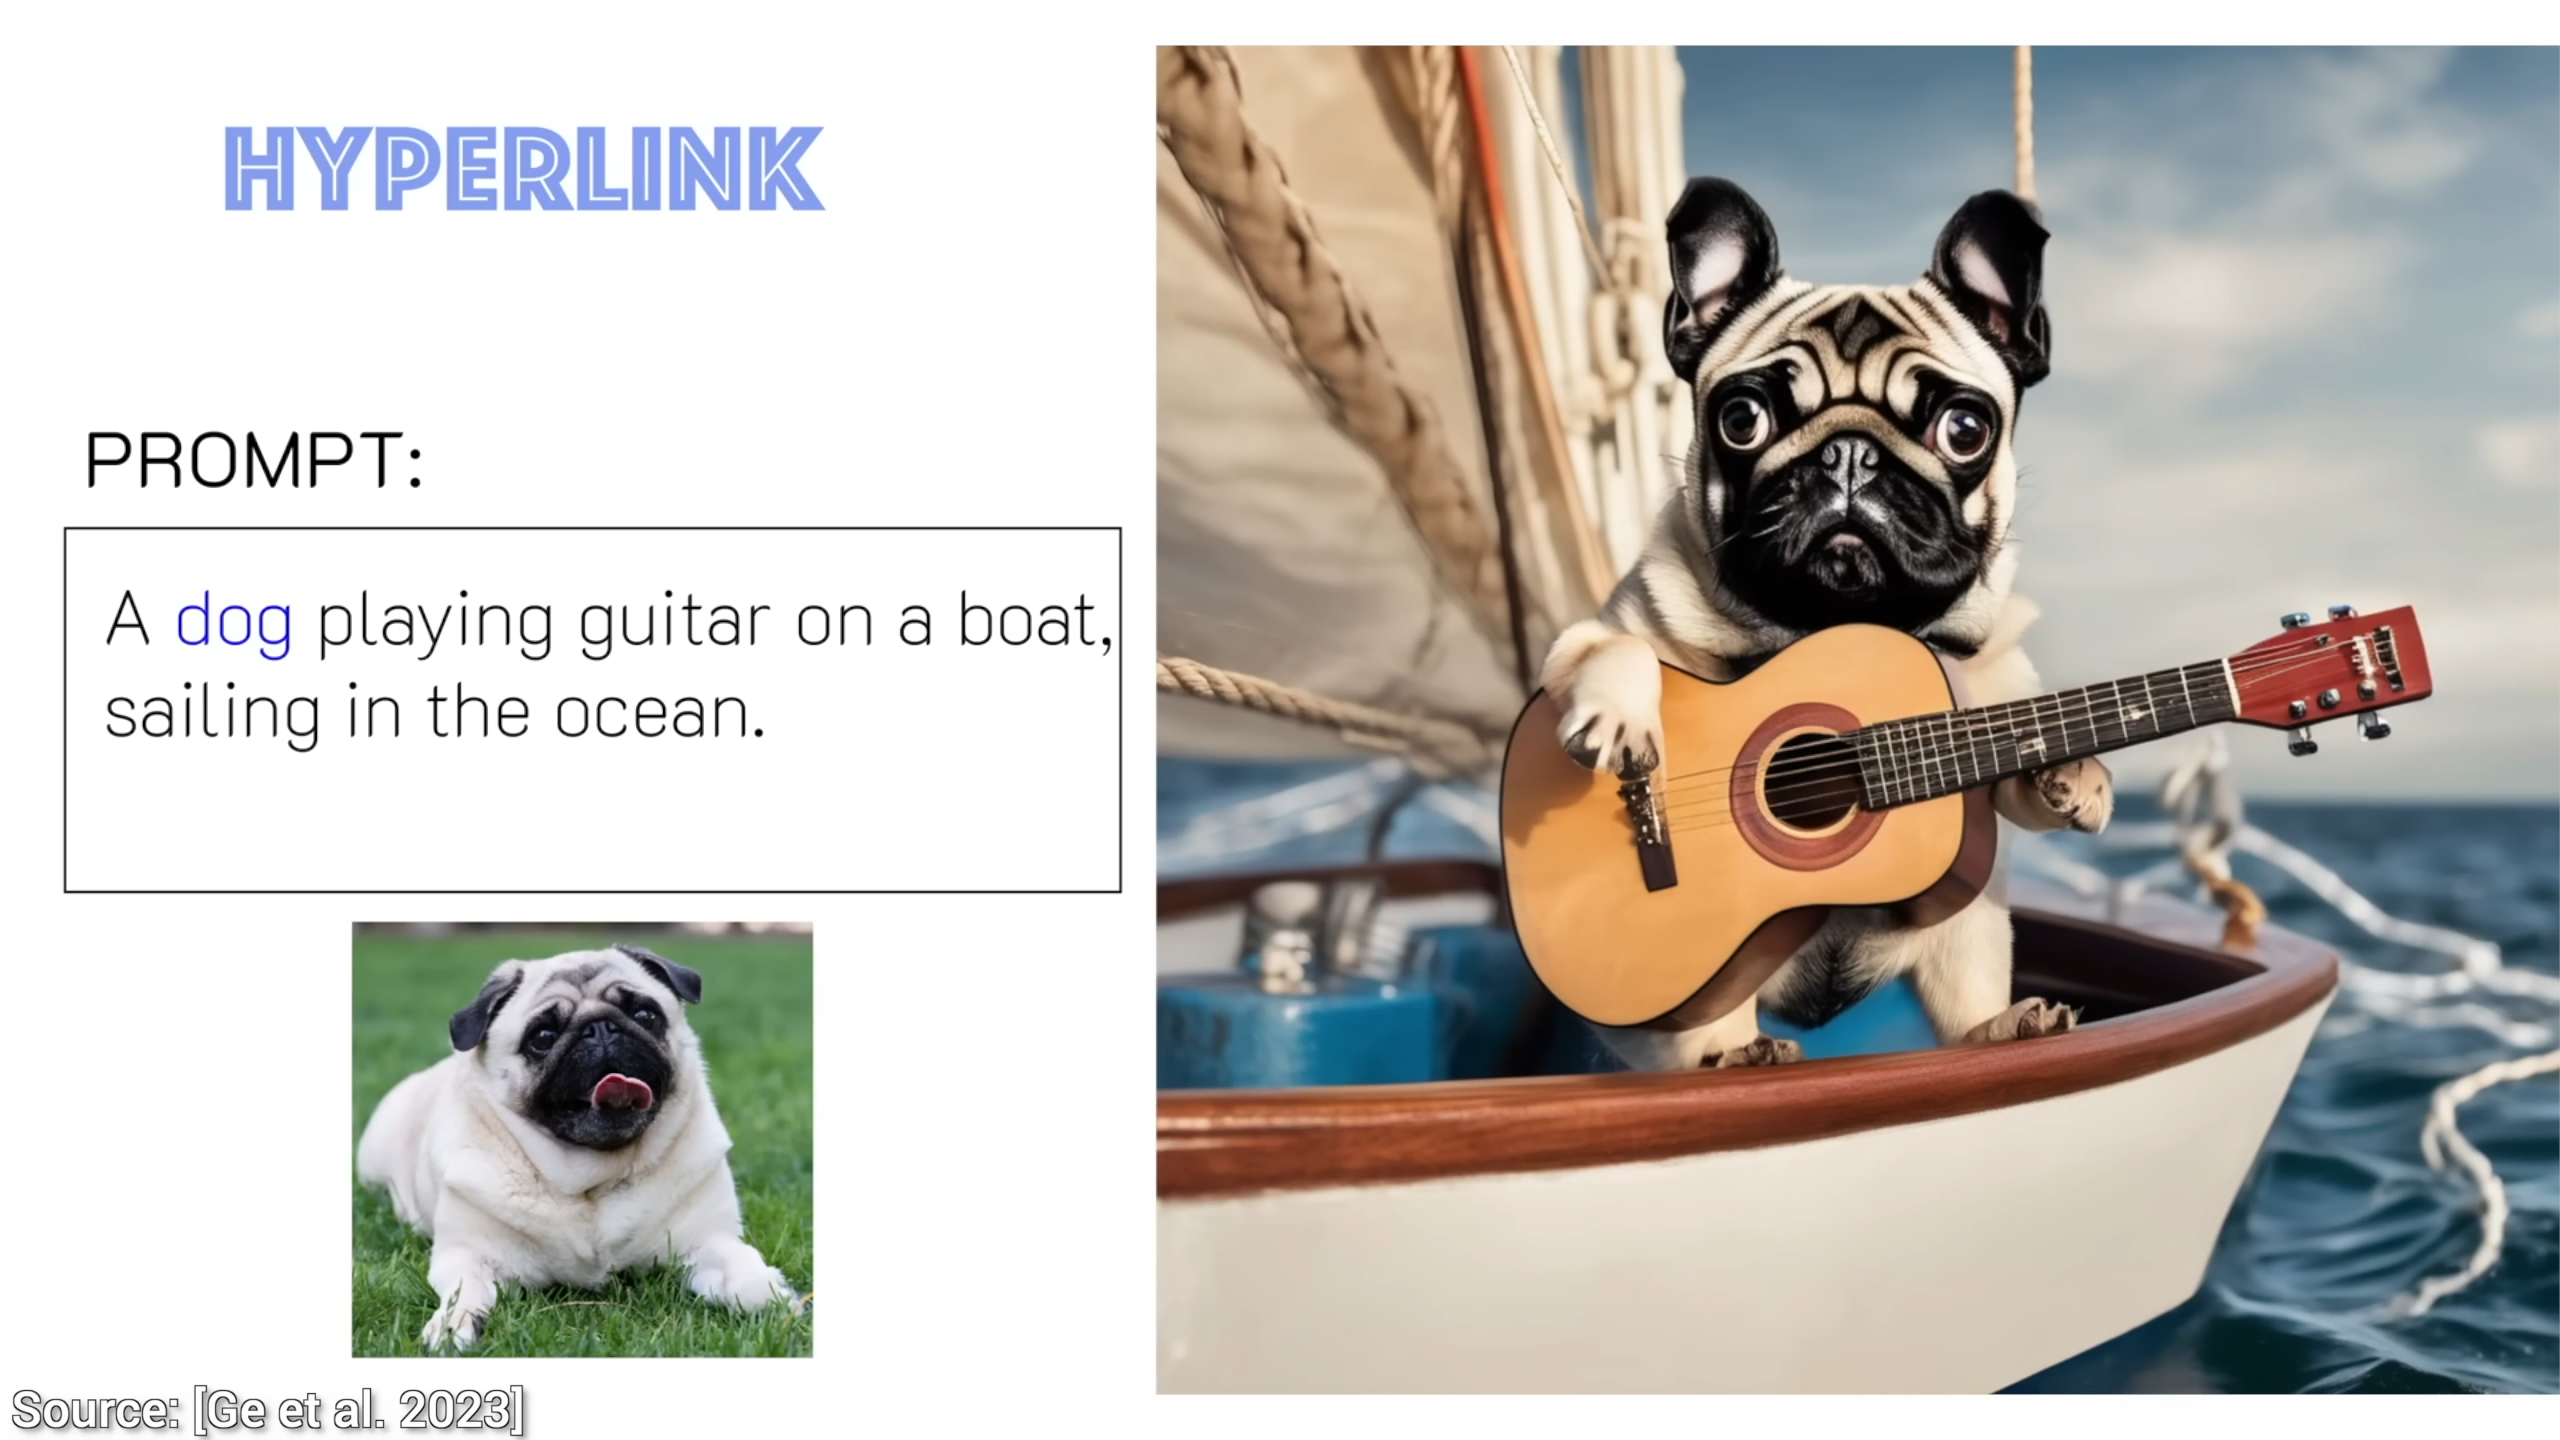 HYPERLINK
PROMPT:
A dog playing guitar on a boat,
sailing in the ocean.
Source: [Ge et al. 2023]